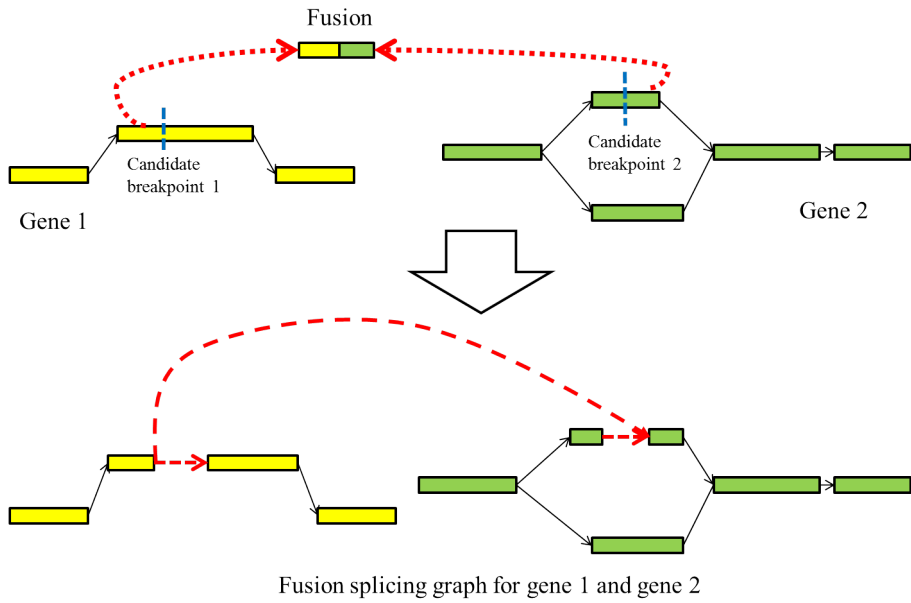 Fusion
Candidate
breakpoint 1
Candidate
breakpoint 2
Gene 1
Gene 2
Fusion splicing graph for gene 1 and gene 2